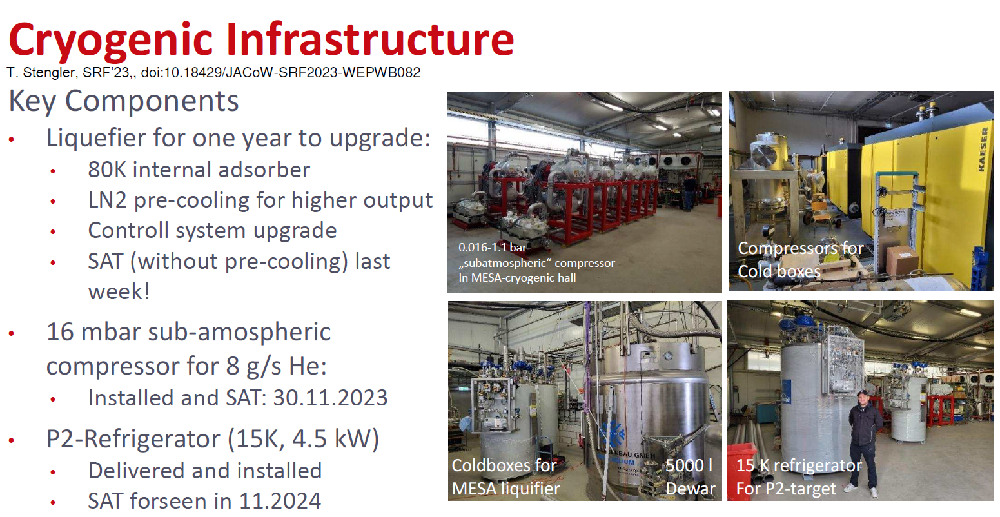 Cryogenic Infrastructure
T. Stengler, SRF'23,, doi:10.18429/JACoW-SRF2023-WEPWB082
Key Components
• Liquefier for one year to upgrade:
• 80K internal adsorber
• LN2 pre-cooling for higher output
• Controll system upgrade
• SAT (without pre-cooling) last
week!
• 16 mbar sub-amospheric
compressor for 8 g/s He:
• Installed and SAT: 30.11.2023
• P2-Refrigerator (15K, 4.5 kW)
• Delivered and installed
• SAT forseen in 11.2024
0.016-1.1 bar
„subatmospheric“ compressor
In MESA-cryogenic hall
KAESER
Compressors for
Cold boxes
GMBH
Coldboxes for
MESA liquifier
5000 l
Dewar
15 K refrigerator
For P2-target